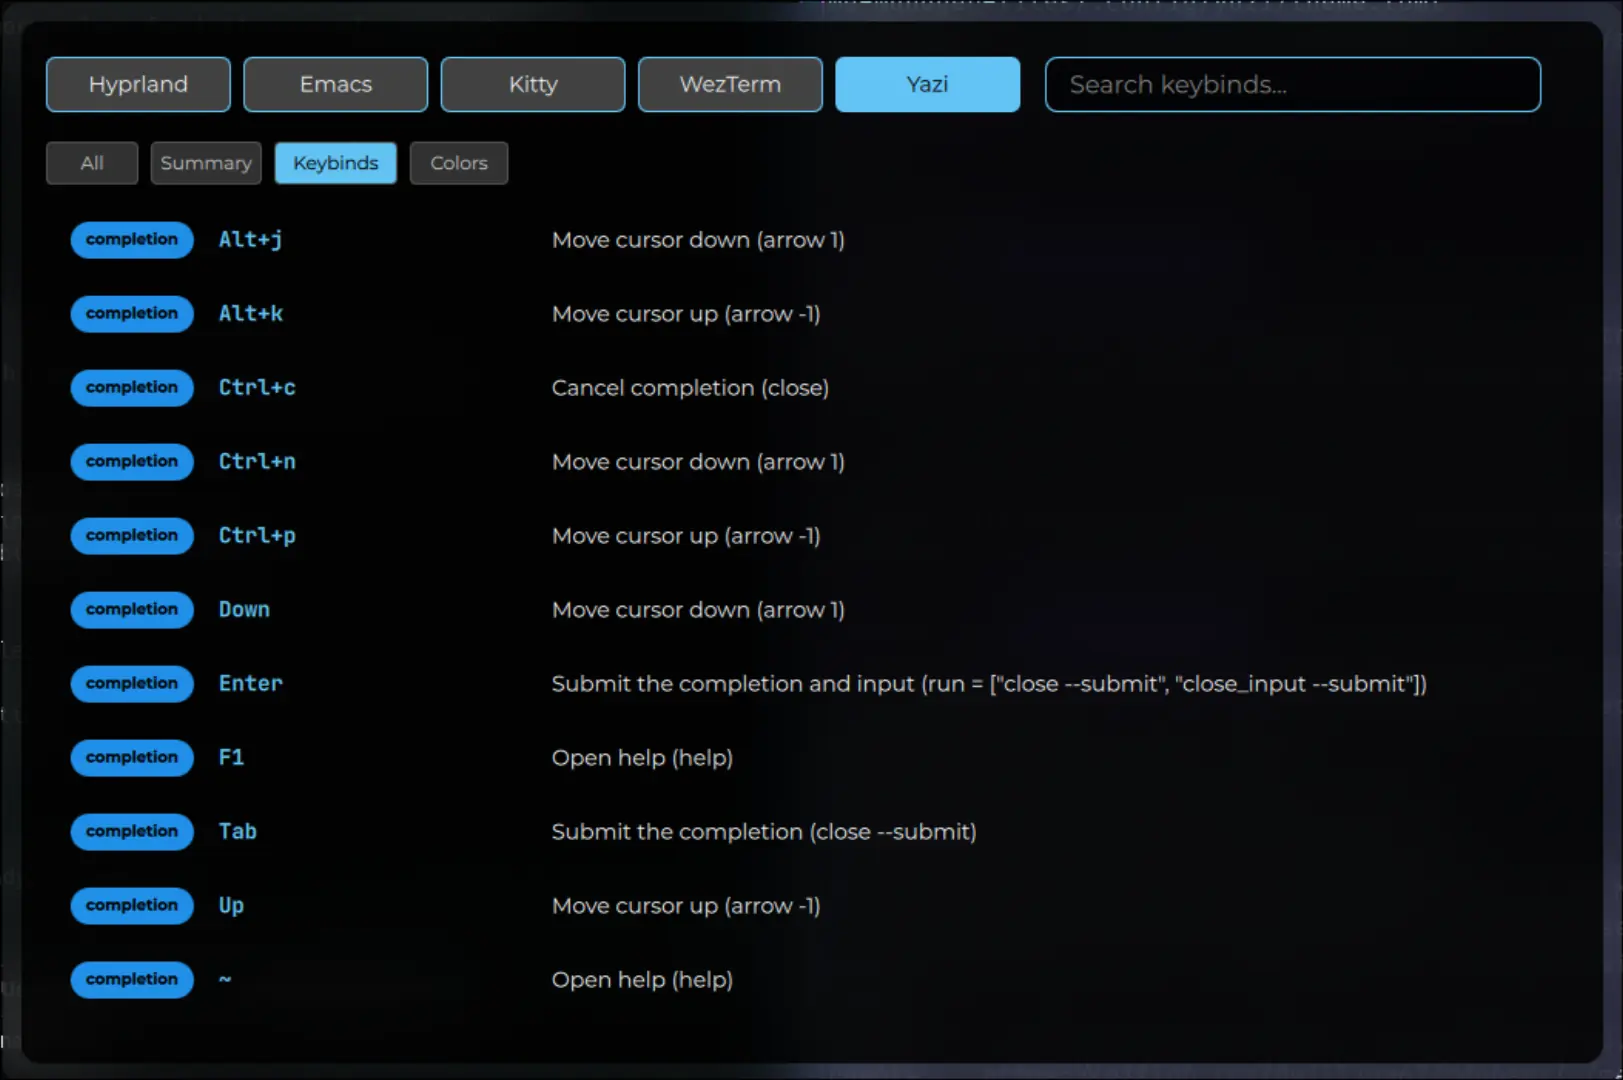 Hyprland Emacs Kitty WezTerm Yazi Search keybinds...
All Summary Keybinds Colors
completion Alt+j Move cursor down (arrow 1)
completion Alt+k Move cursor up (arrow -1)
completion Ctrl+c Cancel completion (close)
completion Ctrl+n Move cursor down (arrow 1)
completion Ctrl+p Move cursor up (arrow -1)
completion Down Move cursor down (arrow 1)
completion Enter Submit the completion and input (run = ["close --submit", "close_input --submit"])
completion F1 Open help (help)
completion Tab Submit the completion (close --submit)
completion Up Move cursor up (arrow -1)
completion ~ Open help (help)